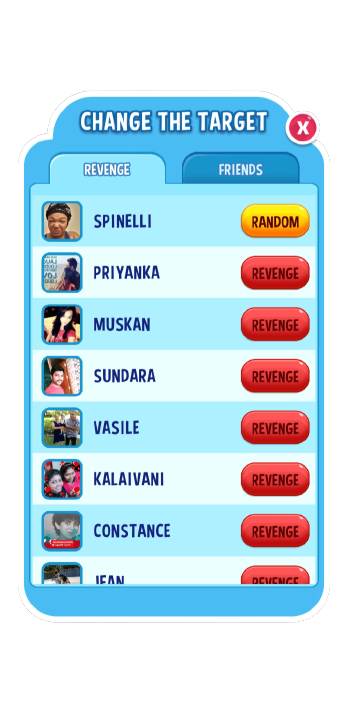 CHANGE THE TARGET
X
REVENGE
FRIENDS
SPINELLI
RANDOM
PRIYANKA
REVENGE
MUSKAN
REVENGE
SUNDARA
REVENGE
VASILE
REVENGE
KALAIVANI
REVENGE
CONSTANCE
REVENGE
JEAN
REVENGE